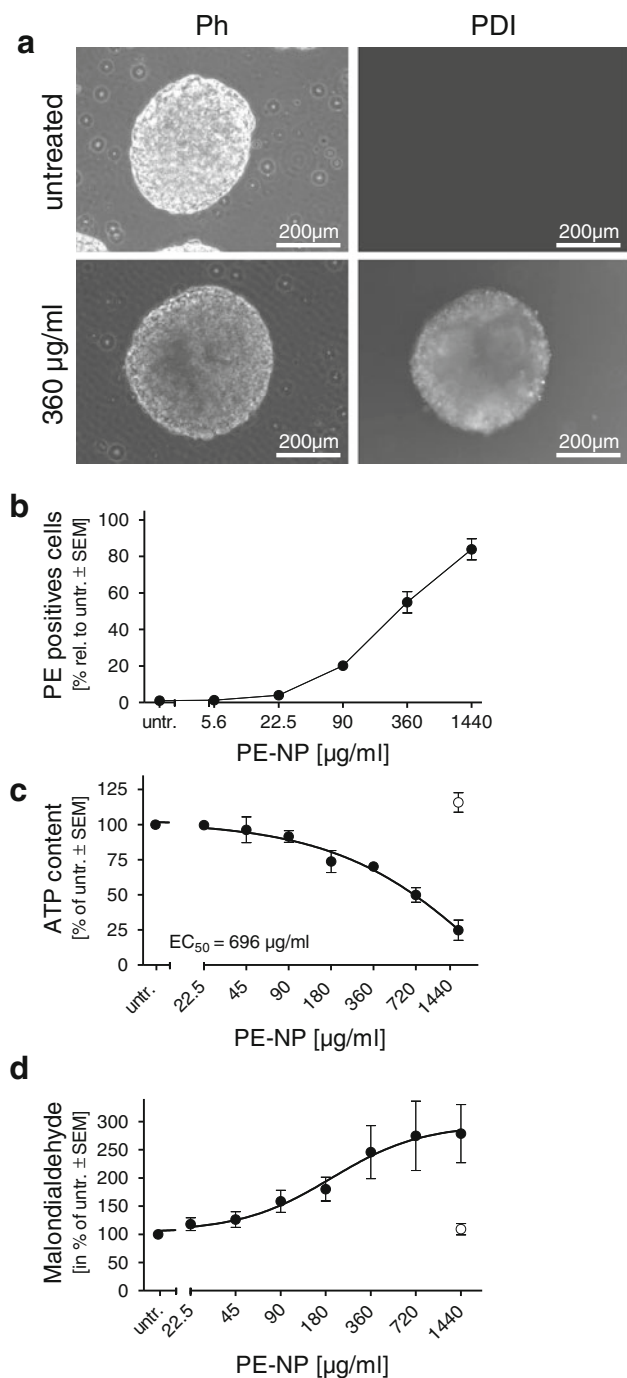 a
Ph
PDI
untreated
200µm
200µm
360 µg/ml
200µm
200µm
b
PE positives cells
[% rel. to untr. ± SEM]
100
80
60
40
20
0
untr. 5.6 22.5 90 360 1440
PE-NP [µg/ml]
c
ATP content
[% of untr. ± SEM]
125
100
75
50
25
0
EC50 = 696 µg/ml
untr. 22.5 45 90 180 360 720 1440
PE-NP [µg/ml]
d
Malondialdehyde
[in % of untr. ± SEM]
300
250
200
150
100
50
0
untr. 22.5 45 90 180 360 720 1440
PE-NP [µg/ml]